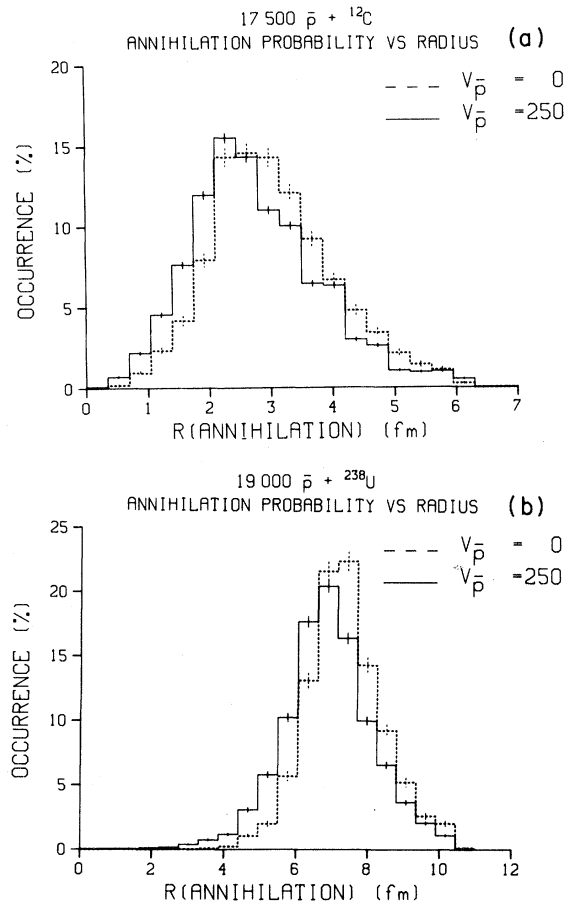 17 500 p̄ + ¹²C
ANNIHILATION PROBABILITY VS RADIUS (a)
V_p̄ = 0
V_p̄ =250
20
15
10
5
0
OCCURRENCE (%)
0 1 2 3 4 5 6 7
R(ANNIHILATION) (fm)
19 000 p̄ + ²³⁸U
ANNIHILATION PROBABILITY VS RADIUS (b)
V_p̄ = 0
V_p̄ =250
25
20
15
10
5
0
OCCURRENCE (%)
0 2 4 6 8 10 12
R(ANNIHILATION) (fm)